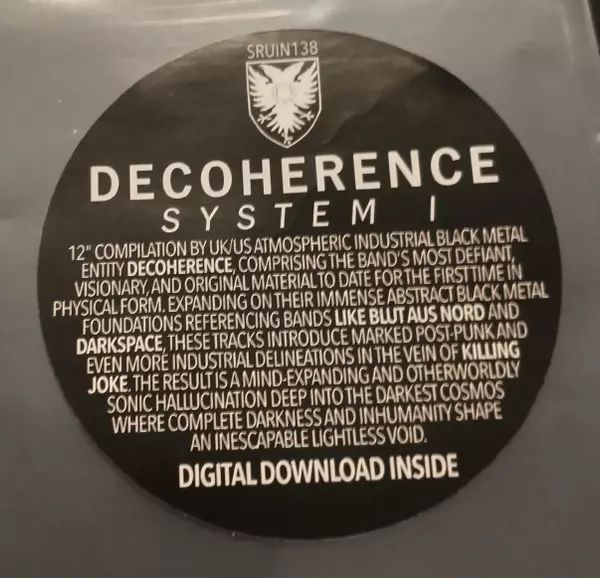 SRUIN138
DECOHERENCE
SYSTEM I
12" COMPILATION BY UK/US ATMOSPHERIC INDUSTRIAL BLACK METAL
ENTITY DECOHERENCE, COMPRISING THE BAND'S MOST DEFIANT,
VISIONARY, AND ORIGINAL MATERIAL TO DATE FOR THE FIRST TIME IN
PHYSICAL FORM. EXPANDING ON THEIR IMMENSE ABSTRACT BLACK METAL
FOUNDATIONS REFERENCING BANDS LIKE BLUT AUS NORD AND
DARKSPACE, THESE TRACKS INTRODUCE MARKED POST-PUNK AND
EVEN MORE INDUSTRIAL DELINEATIONS IN THE VEIN OF KILLING
JOKE. THE RESULT IS A MIND-EXPANDING AND OTHERWORLDLY
SONIC HALLUCINATION DEEP INTO THE DARKEST COSMOS
WHERE COMPLETE DARKNESS AND INHUMANITY SHAPE
AN INESCAPABLE LIGHTLESS VOID.
DIGITAL DOWNLOAD INSIDE